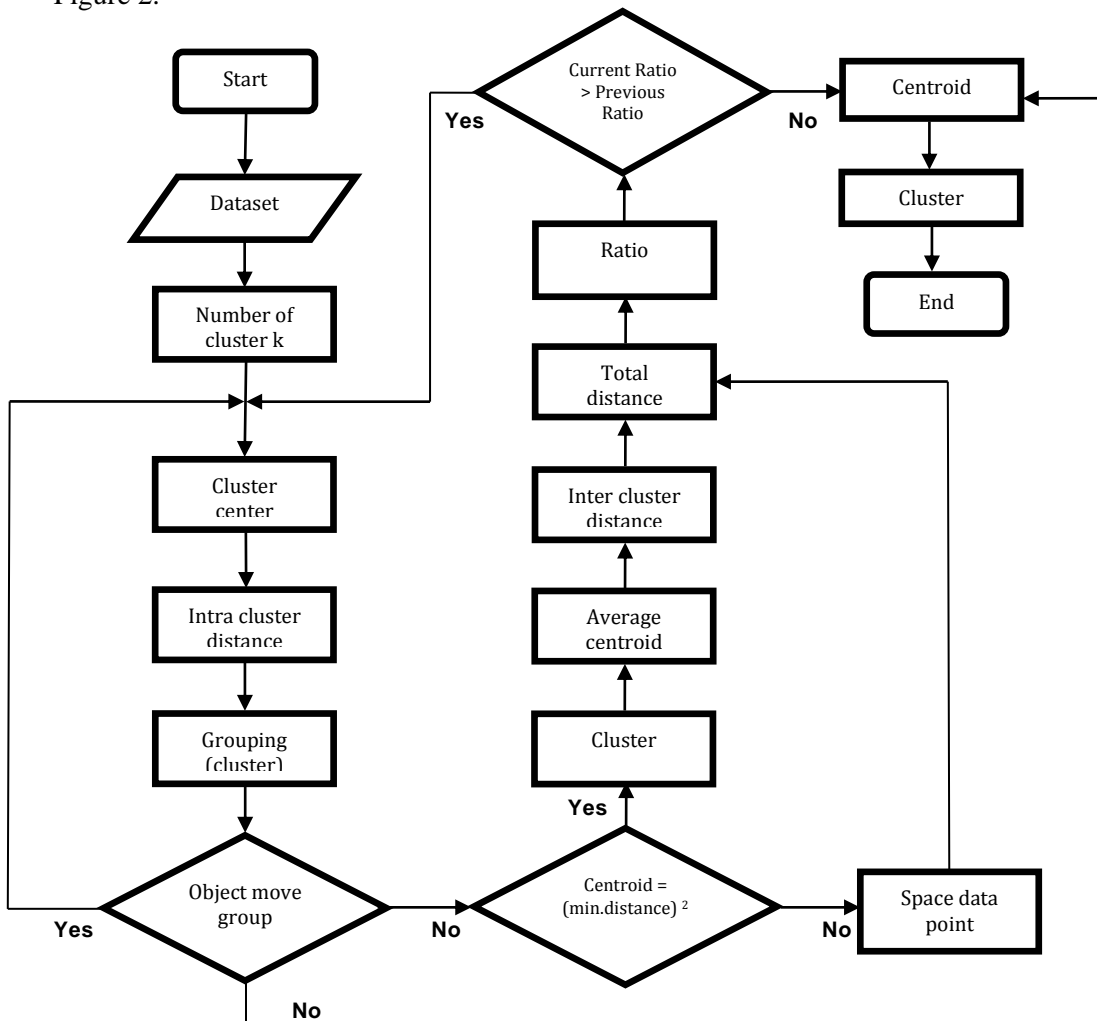 Figure 2.
Start
Dataset
Number of
cluster k
Cluster
center
Intra cluster
distance
Grouping
(cluster)
Object move
group
Yes
No
No
Centroid =
(min.distance) ²
Yes
No
Space data
point
Cluster
Average
centroid
Inter cluster
distance
Total
distance
Ratio
Current Ratio
> Previous
Ratio
Yes
No
Centroid
Cluster
End